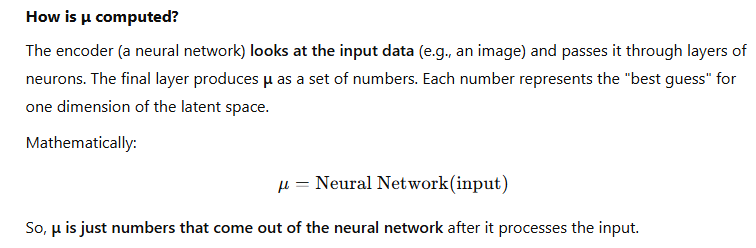 How is μ computed?
The encoder (a neural network) looks at the input data (e.g., an image) and passes it through layers of
neurons. The final layer produces μ as a set of numbers. Each number represents the "best guess" for
one dimension of the latent space.
Mathematically:
μ = Neural Network(input)
So, μ is just numbers that come out of the neural network after it processes the input.